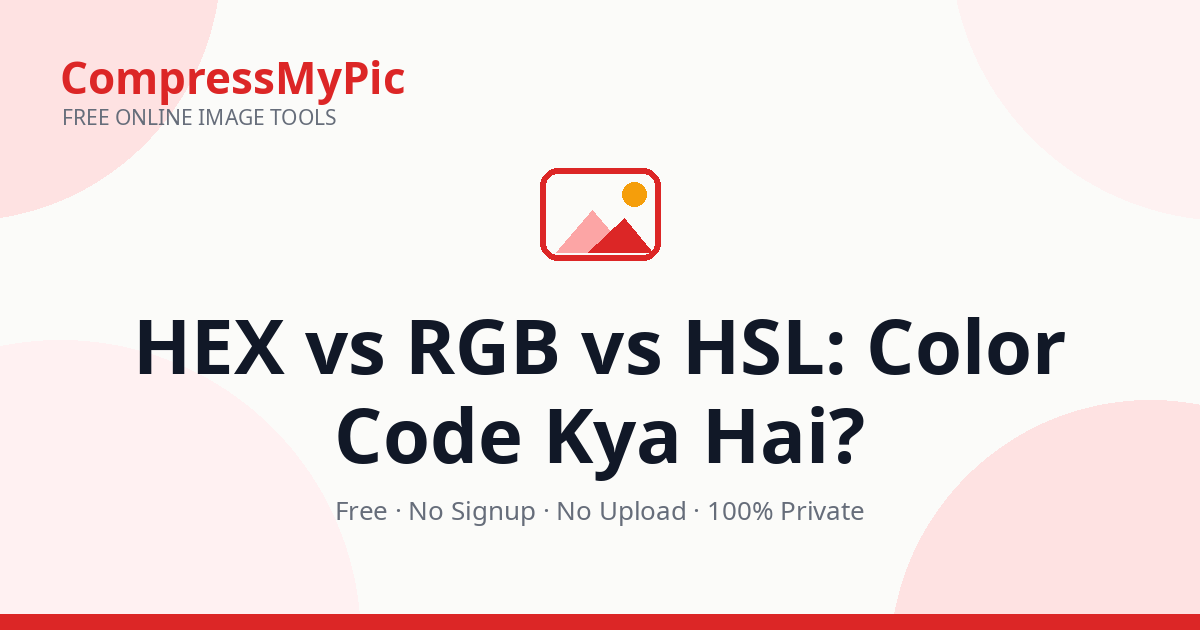 CompressMyPic
FREE ONLINE IMAGE TOOLS
HEX vs RGB vs HSL: Color
Code Kya Hai?
Free · No Signup · No Upload · 100% Private